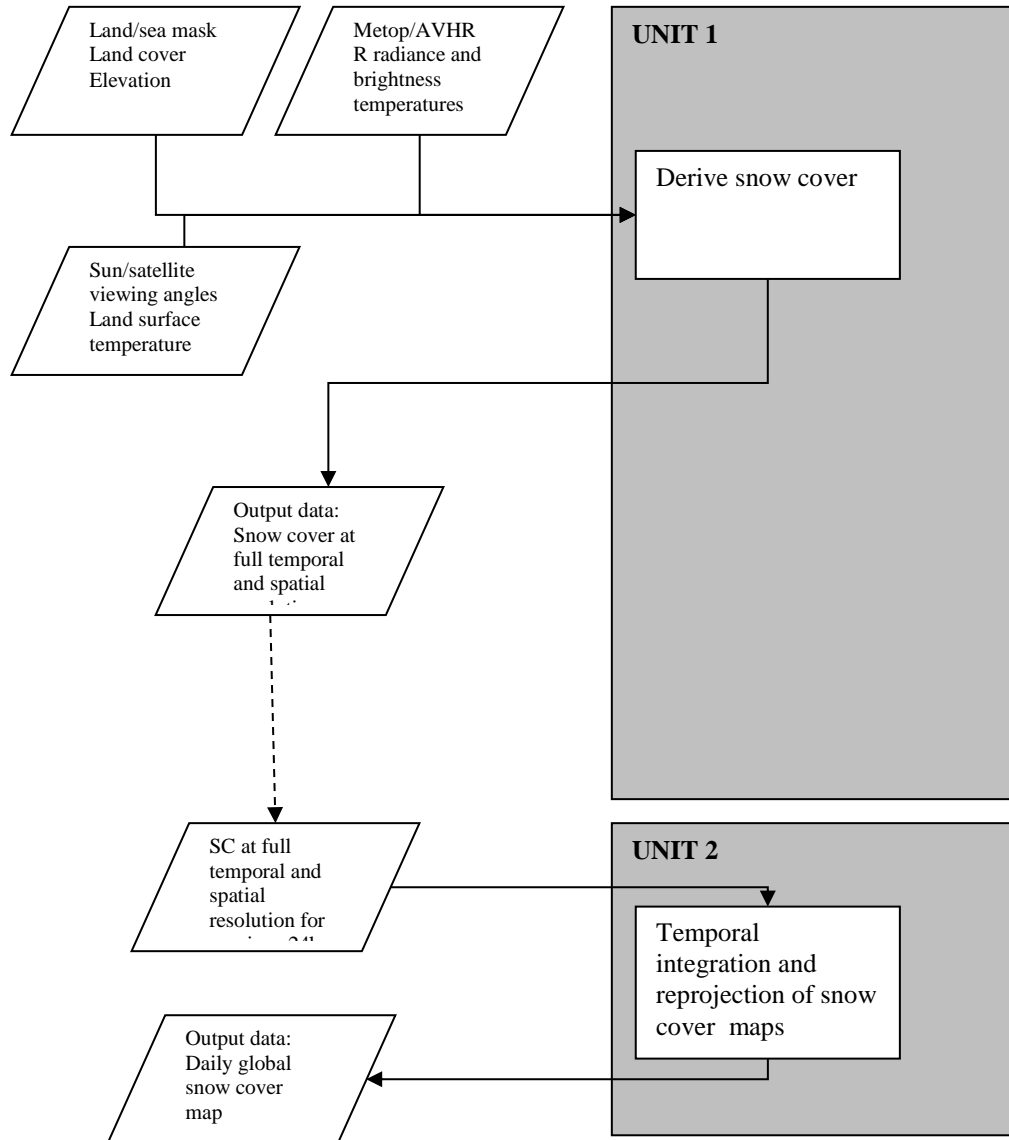 Land/sea mask
Land cover
Elevation
Metop/AVHR
R radiance and
brightness
temperatures
UNIT 1
Derive snow cover
Sun/satellite
viewing angles
Land surface
temperature
Output data:
Snow cover at
full temporal
and spatial
UNIT 2
SC at full
temporal and
spatial
resolution for
Temporal
integration and
reprojection of snow
cover maps
Output data:
Daily global
snow cover
map